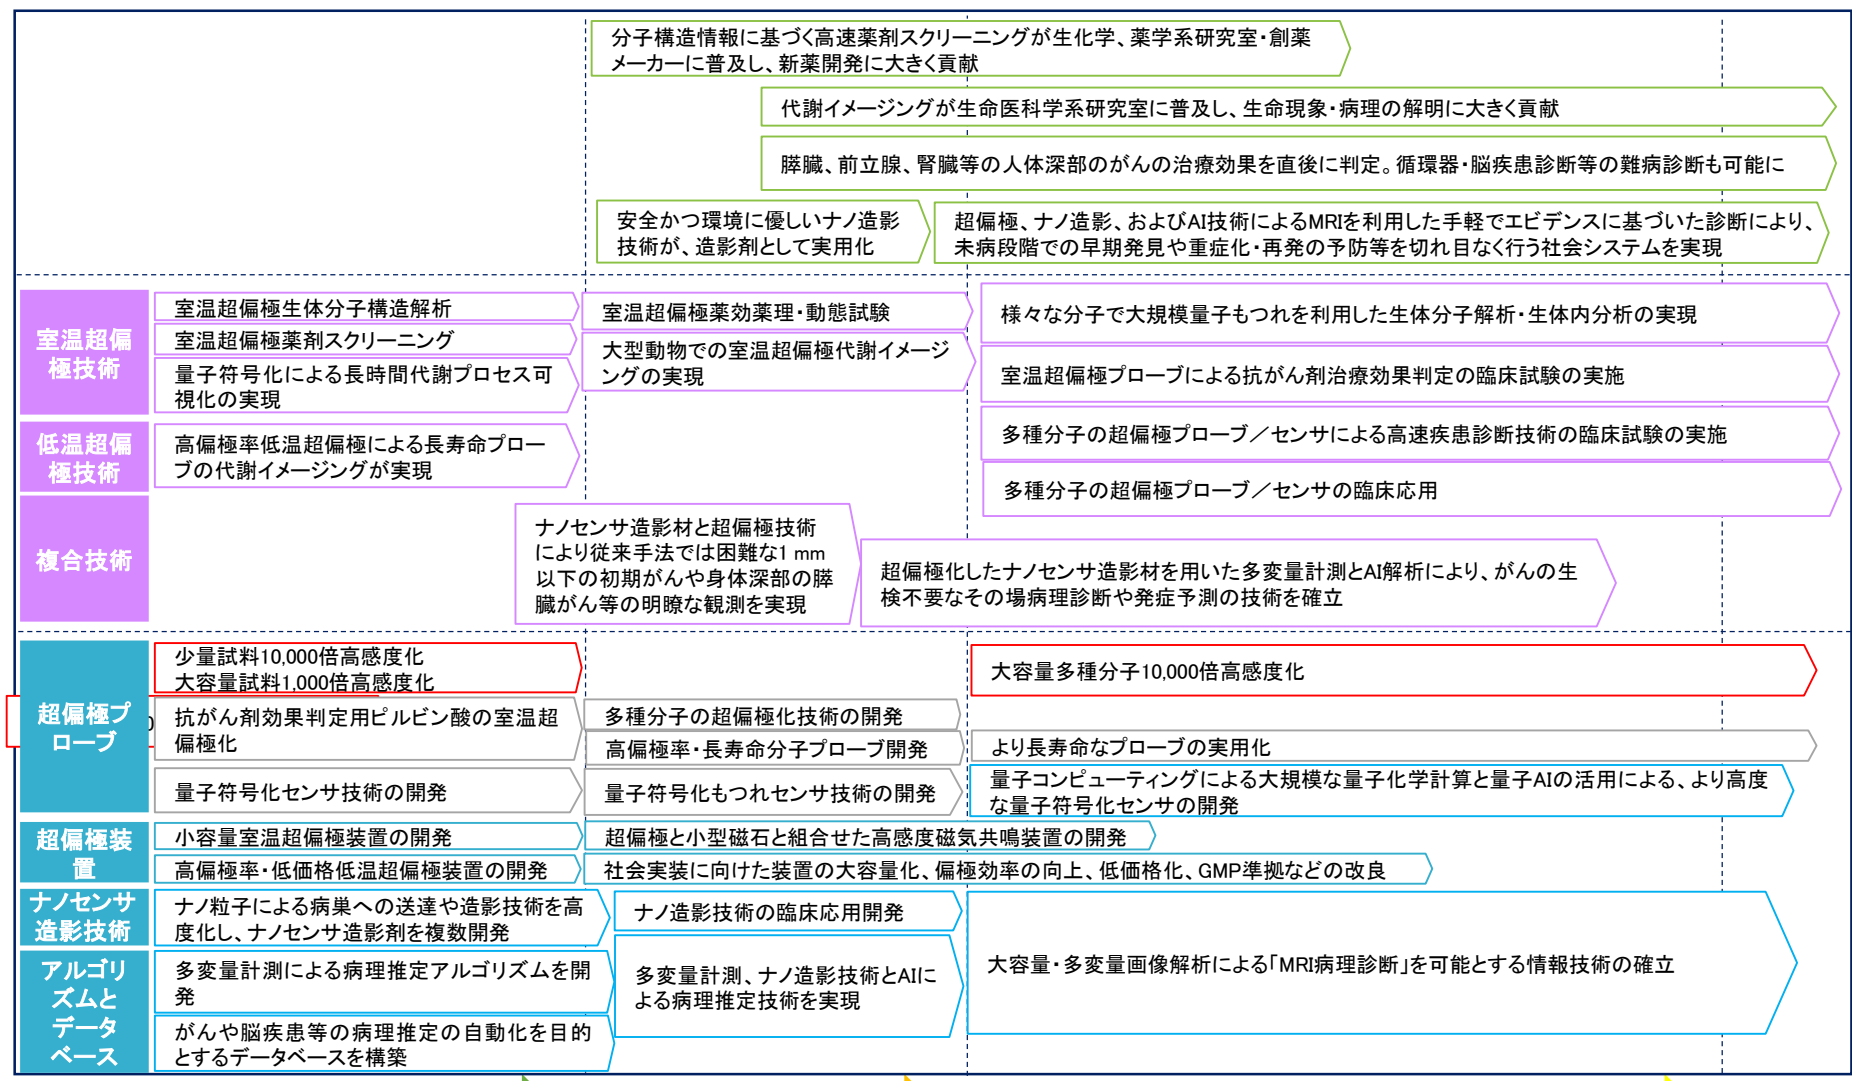 分子構造情報に基づく高速薬剤スクリーニングが生化学、薬学系研究室・創薬
メーカーに普及し、新薬開発に大きく貢献
代謝イメージングが生命医科学系研究室に普及し、生命現象・病理の解明に大きく貢献
膵臓、前立腺、腎臓等の人体深部のがんの治療効果を直後に判定。循環器・脳疾患診断等の難病診断も可能に
安全かつ環境に優しいナノ造影
技術が、造影剤として実用化
超偏極、ナノ造影、およびAI技術によるMRIを利用した手軽でエビデンスに基づいた診断により、
未病段階での早期発見や重症化・再発の予防等を切れ目なく行う社会システムを実現
室温超偏
極技術
室温超偏極生体分子構造解析
室温超偏極薬剤スクリーニング
量子符号化による長時間代謝プロセス可
視化の実現
室温超偏極薬効薬理・動態試験
大型動物での室温超偏極代謝イメージ
ングの実現
様々な分子で大規模量子もつれを利用した生体分子解析・生体内分析の実現
室温超偏極プローブによる抗がん剤治療効果判定の臨床試験の実施
低温超偏
極技術
高偏極率低温超偏極による長寿命プロー
ブの代謝イメージングが実現
多種分子の超偏極プローブ／センサによる高速疾患診断技術の臨床試験の実施
多種分子の超偏極プローブ／センサの臨床応用
複合技術
ナノセンサ造影材と超偏極技術
により従来手法では困難な1 mm
以下の初期がんや身体深部の膵
臓がん等の明瞭な観測を実現
超偏極化したナノセンサ造影材を用いた多変量計測とAI解析により、がんの生
検不要なその場病理診断や発症予測の技術を確立
超偏極プ
ローブ
少量試料10,000倍高感度化
大容量試料1,000倍高感度化
大容量多種分子10,000倍高感度化
0
抗がん剤効果判定用ピルビン酸の室温超
偏極化
多種分子の超偏極化技術の開発
高偏極率・長寿命分子プローブ開発
より長寿命なプローブの実用化
量子符号化センサ技術の開発
量子符号化もつれセンサ技術の開発
量子コンピューティングによる大規模な量子化学計算と量子AIの活用による、より高度
な量子符号化センサの開発
超偏極装
置
小容量室温超偏極装置の開発
超偏極と小型磁石と組合せた高感度磁気共鳴装置の開発
高偏極率・低価格低温超偏極装置の開発
社会実装に向けた装置の大容量化、偏極効率の向上、低価格化、GMP準拠などの改良
ナノセンサ
造影技術
ナノ粒子による病巣への送達や造影技術を高
度化し、ナノセンサ造影剤を複数開発
ナノ造影技術の臨床応用開発
アルゴリ
ズムと
データ
ベース
多変量計測による病理推定アルゴリズムを開
発
がんや脳疾患等の病理推定の自動化を目的
とするデータベースを構築
多変量計測、ナノ造影技術とAIに
よる病理推定技術を実現
大容量・多変量画像解析による「MRI病理診断」を可能とする情報技術の確立